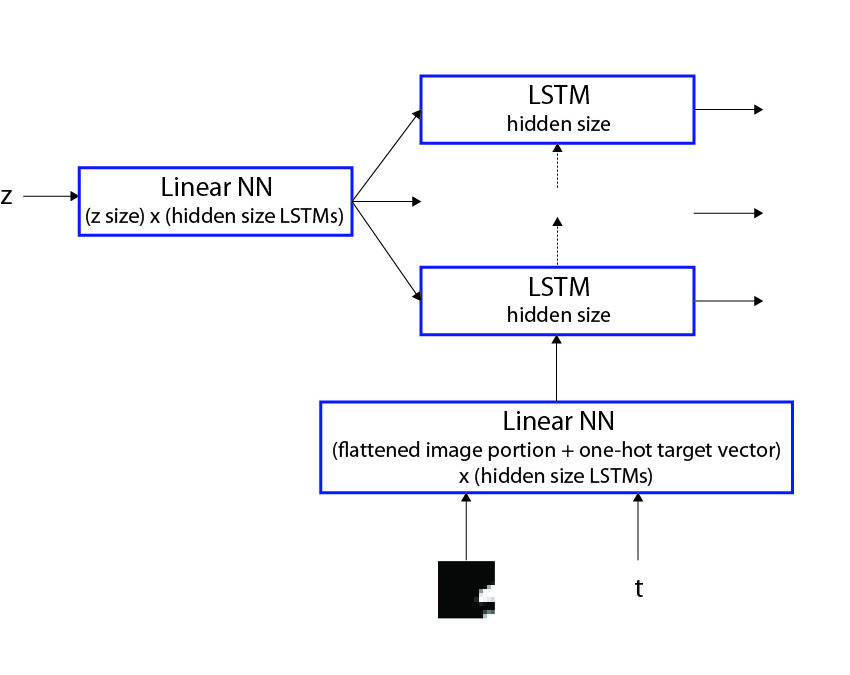 LSTM
hidden size
z
Linear NN
(z size) x (hidden size LSTMs)
LSTM
hidden size
Linear NN
(flattened image portion + one-hot target vector)
x (hidden size LSTMs)
t